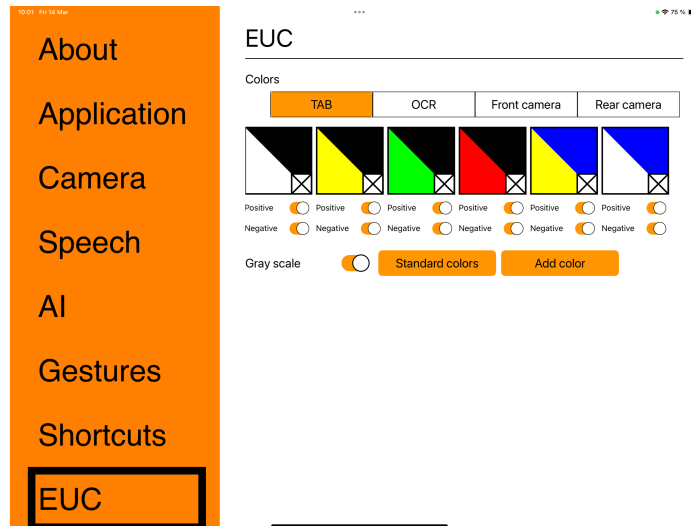 10:01 Fri 14 Mar
75 %
About
Application
Camera
Speech
AI
Gestures
Shortcuts
EUC
EUC
Colors
TAB OCR Front camera Rear camera
Positive Positive Positive Positive Positive Positive
Negative Negative Negative Negative Negative Negative
Gray scale Standard colors Add color